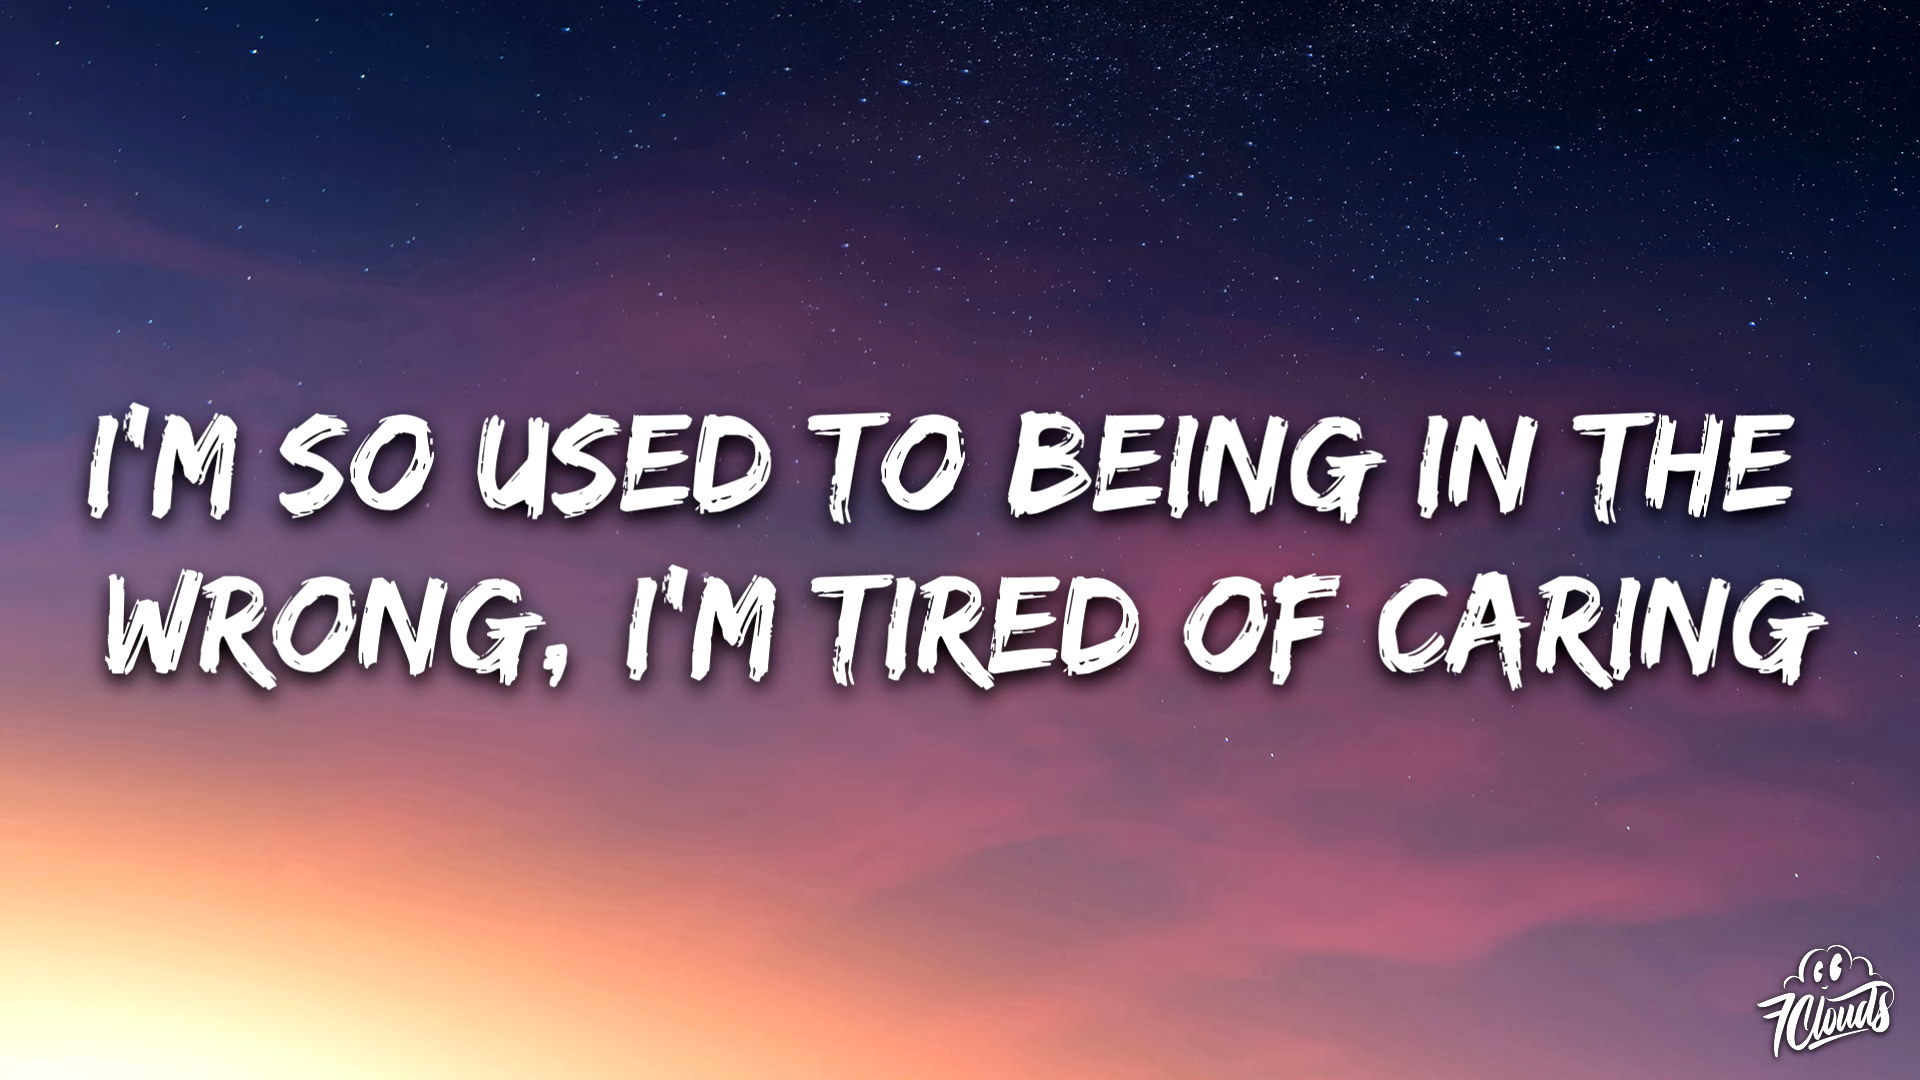 I'M SO USED TO BEING IN THE
WRONG, I'M TIRED OF CARING
7Clouds